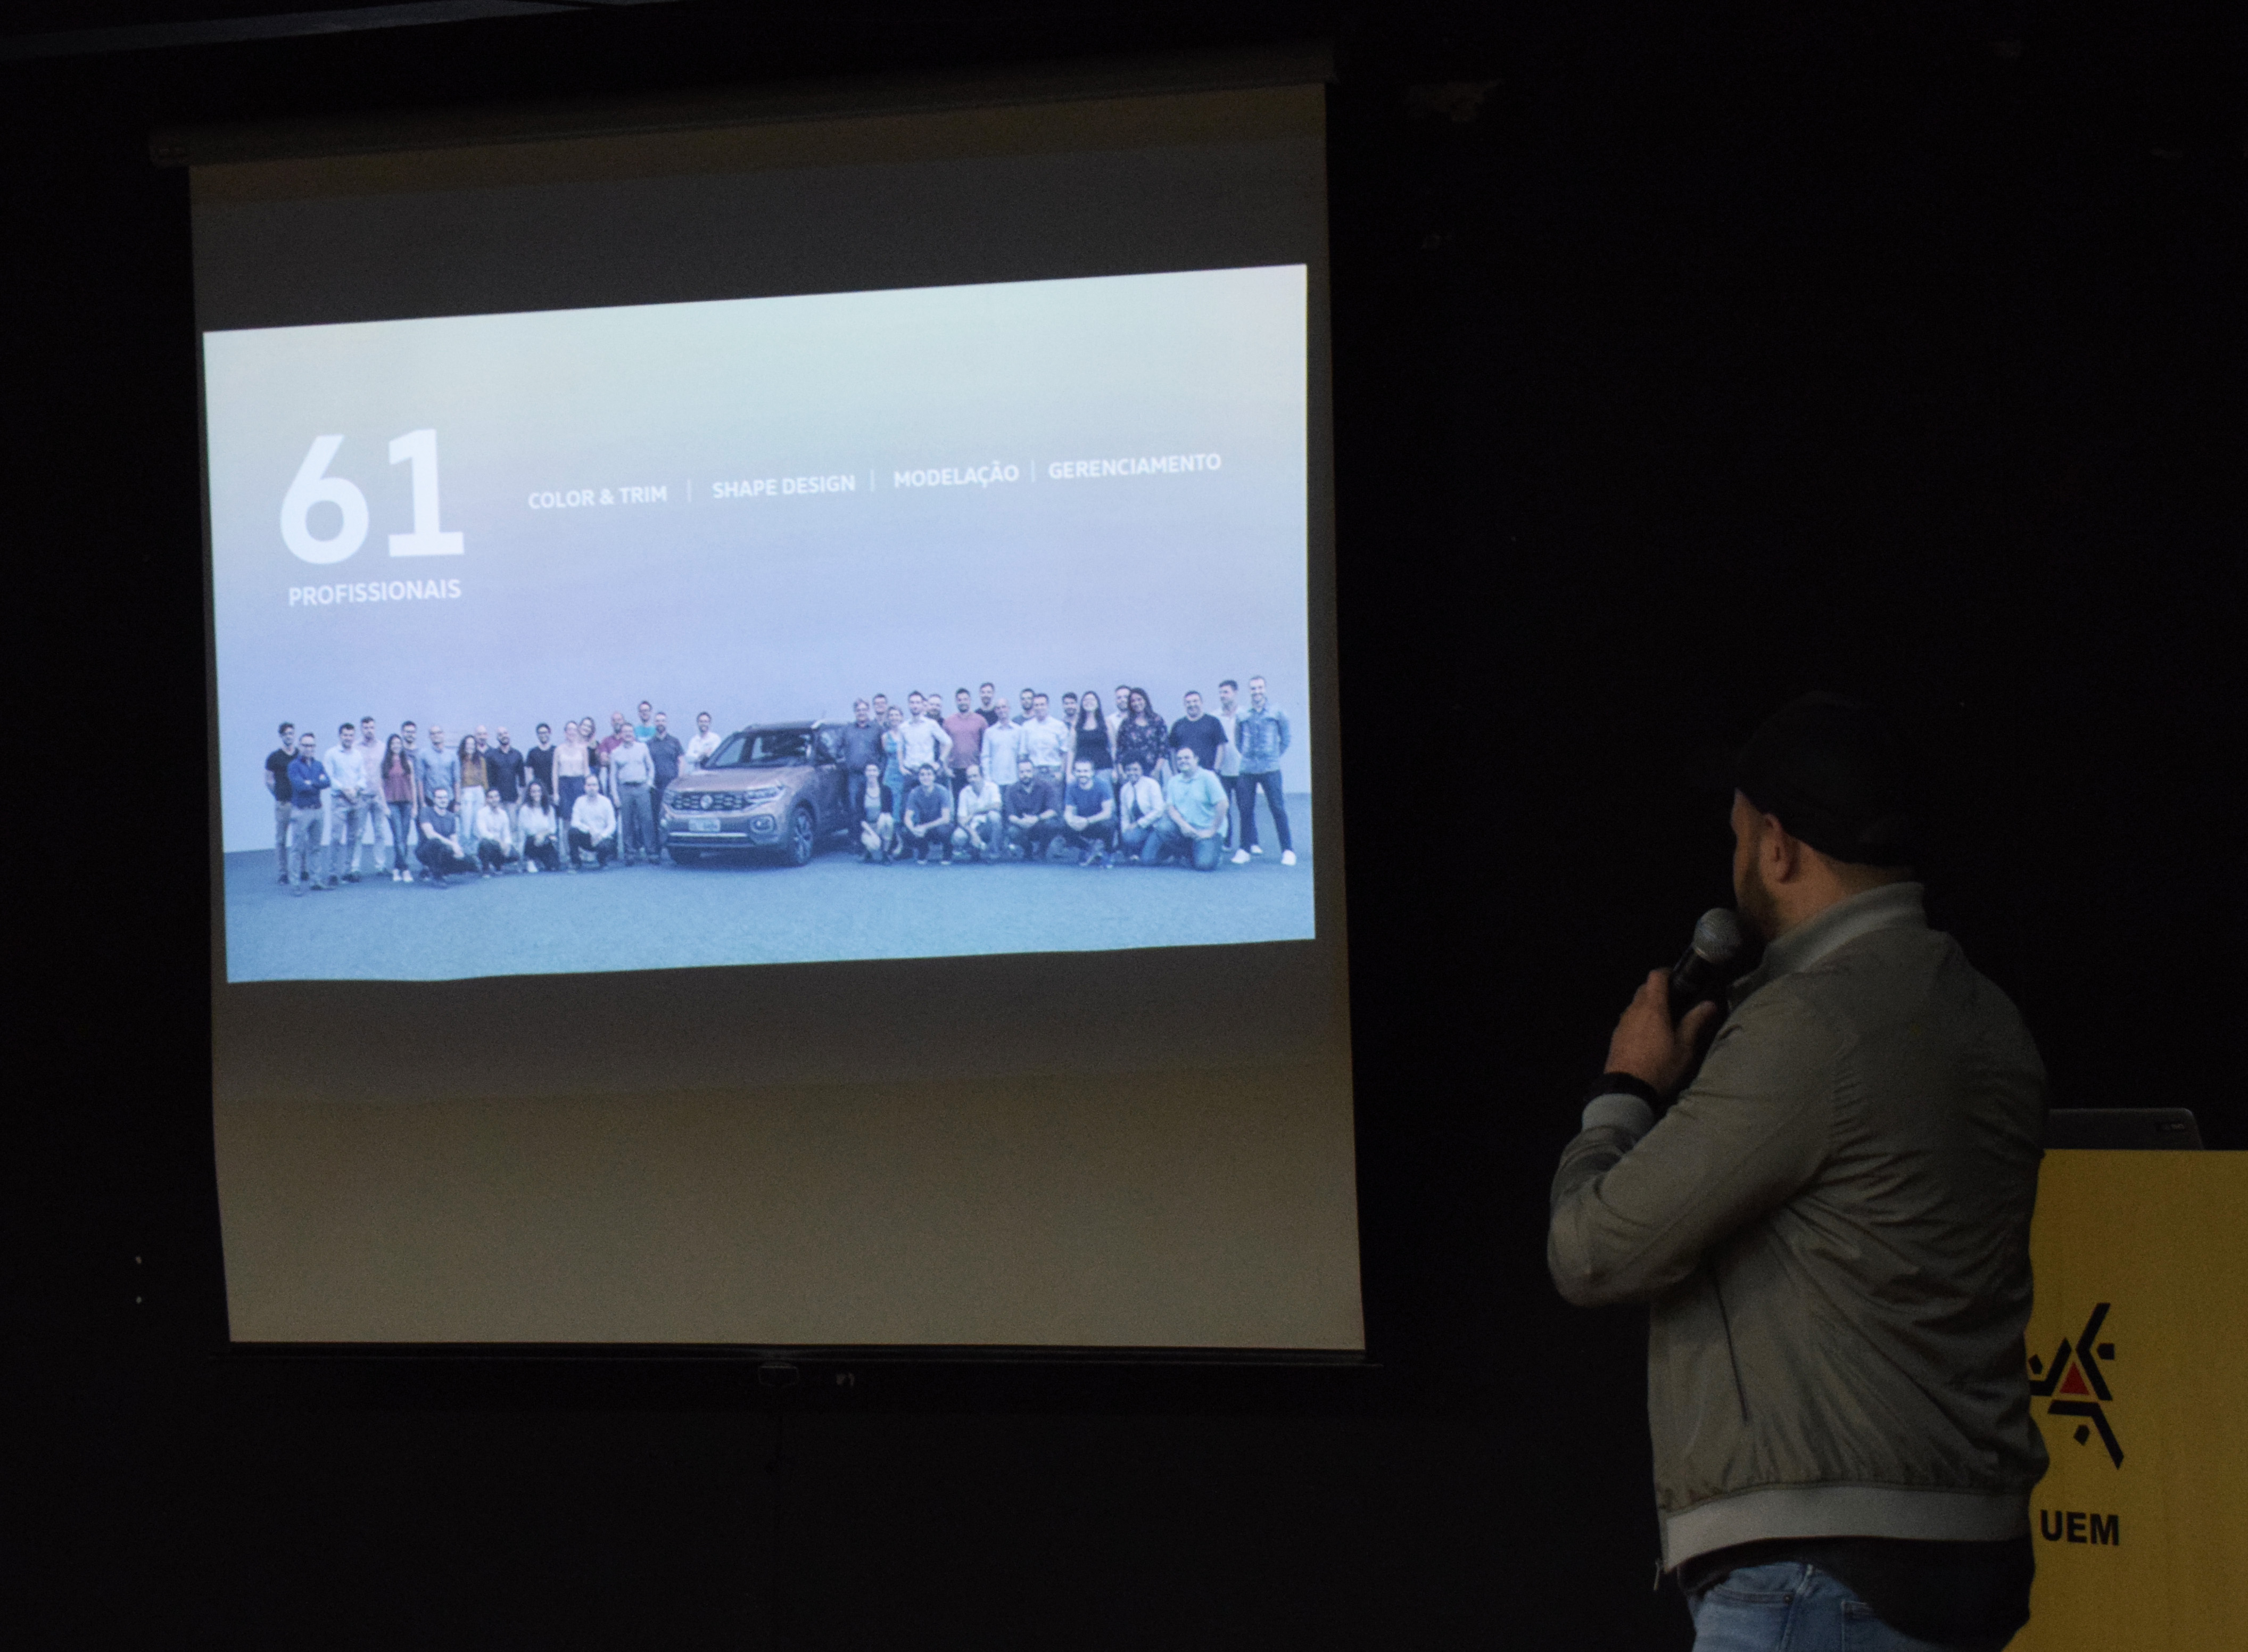 61
PROFISSIONAIS
COLOR & TRIM | SHAPE DESIGN | MODELAÇÃO | GERENCIAMENTO
UEM